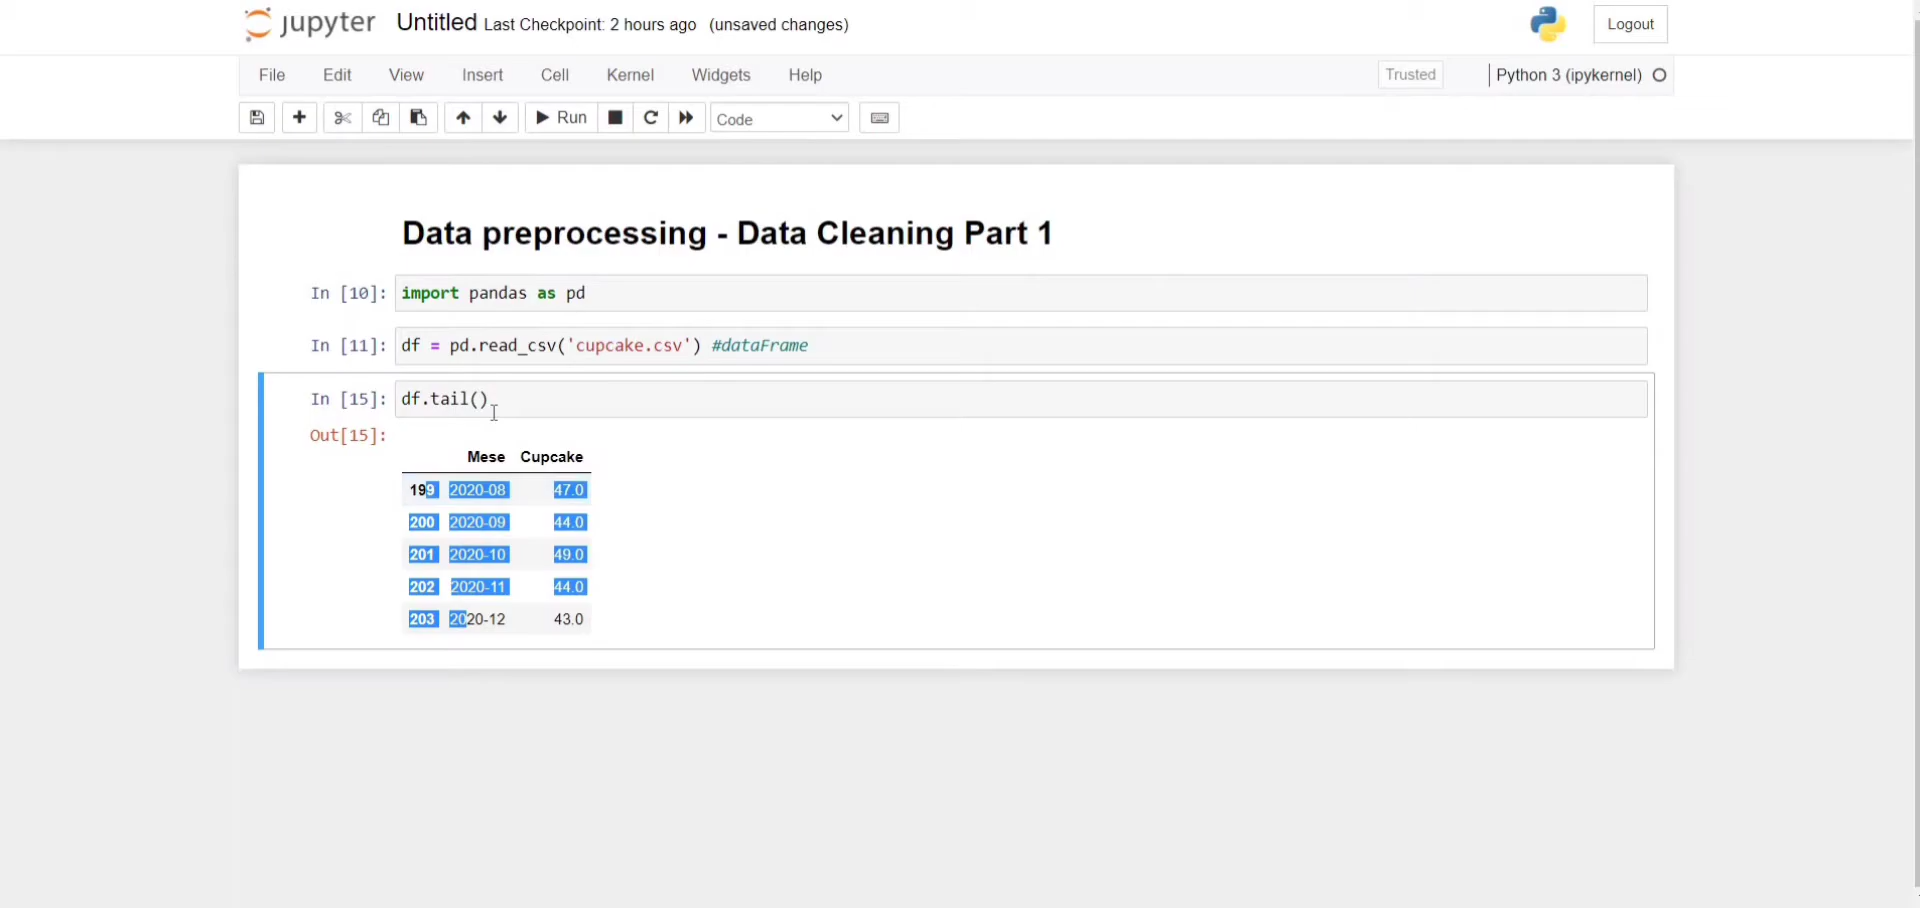 jupyter Untitled Last Checkpoint: 2 hours ago (unsaved changes) Logout
File Edit View Insert Cell Kernel Widgets Help Trusted Python 3 (ipykernel)
Run Code
Data preprocessing - Data Cleaning Part 1
In [10]: import pandas as pd
In [11]: df = pd.read_csv('cupcake.csv') #dataFrame
In [15]: df.tail()
Out[15]:
Mese Cupcake
199 2020-08 47.0
200 2020-09 44.0
201 2020-10 49.0
202 2020-11 44.0
203 2020-12 43.0